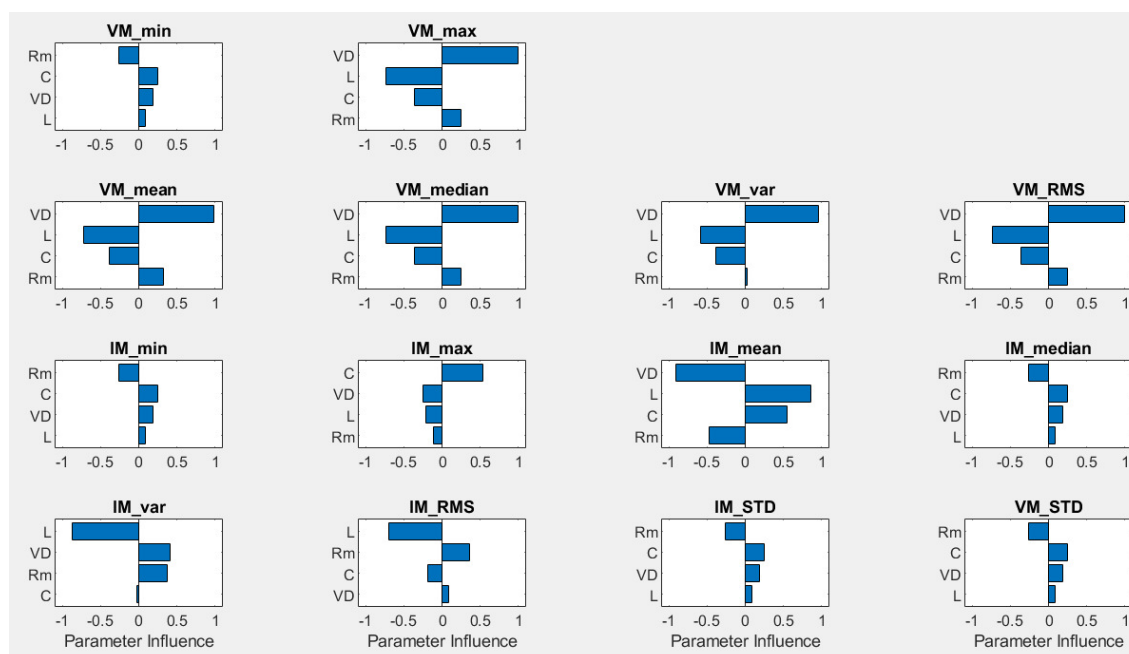 VM_min
Rm
C
VD
L
-1 -0.5 0 0.5 1
VM_max
VD
L
C
Rm
-1 -0.5 0 0.5 1
VM_mean
VD
L
C
Rm
-1 -0.5 0 0.5 1
VM_median
VD
L
C
Rm
-1 -0.5 0 0.5 1
VM_var
VD
L
C
Rm
-1 -0.5 0 0.5 1
VM_RMS
VD
L
C
Rm
-1 -0.5 0 0.5 1
IM_min
Rm
C
VD
L
-1 -0.5 0 0.5 1
IM_max
C
VD
L
Rm
-1 -0.5 0 0.5 1
IM_mean
VD
L
C
Rm
-1 -0.5 0 0.5 1
IM_median
Rm
C
VD
L
-1 -0.5 0 0.5 1
IM_var
L
VD
Rm
C
-1 -0.5 0 0.5 1
Parameter Influence
IM_RMS
L
Rm
C
VD
-1 -0.5 0 0.5 1
Parameter Influence
IM_STD
Rm
C
VD
L
-1 -0.5 0 0.5 1
Parameter Influence
VM_STD
Rm
C
VD
L
-1 -0.5 0 0.5 1
Parameter Influence